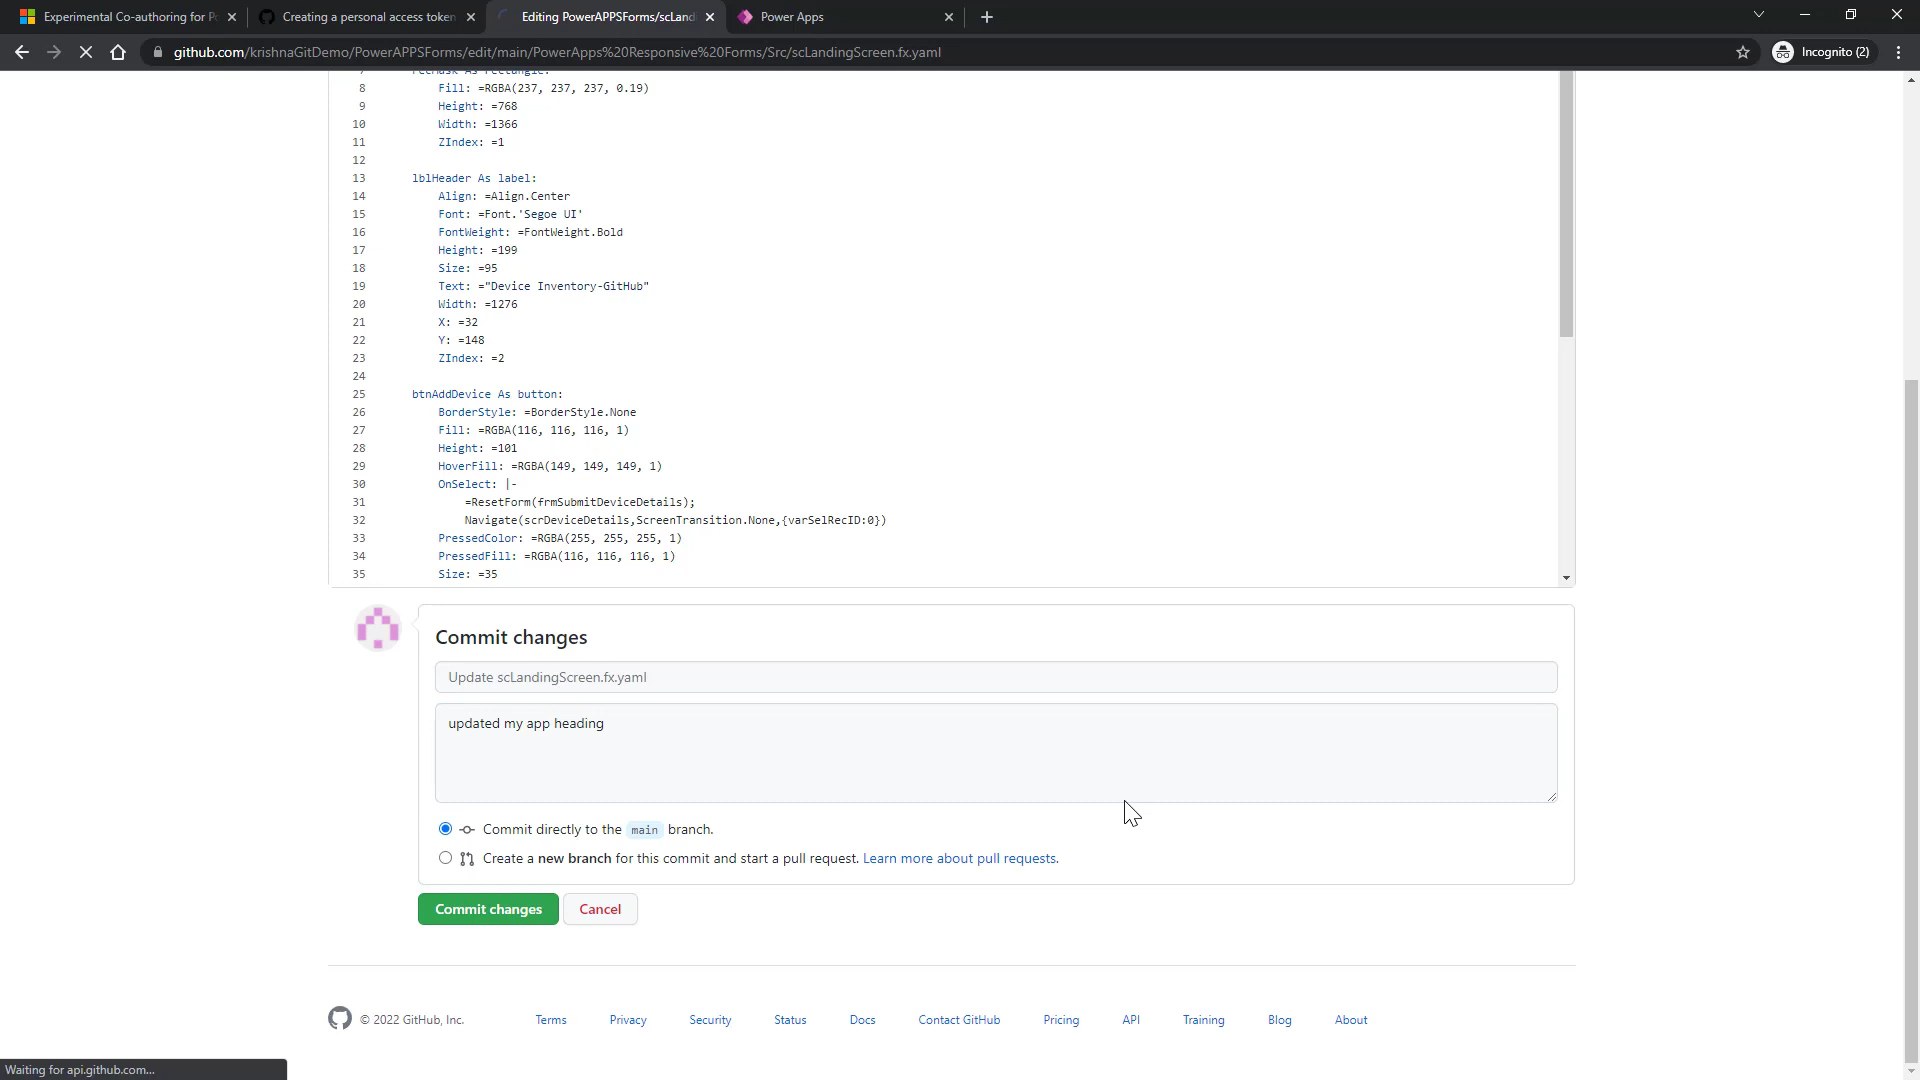 Experimental Co-authoring for Po
Creating a personal access token
Editing PowerAPPSForms/scLand
Power Apps
github.com/krishnaGitDemo/PowerAPPSForms/edit/main/PowerApps%20Responsive%20Forms/Src/scLandingScreen.fx.yaml
Incognito (2)
8 Fill: =RGBA(237, 237, 237, 0.19)
9 Height: =768
10 Width: =1366
11 ZIndex: =1
12
13 lblHeader As label:
14 Align: =Align.Center
15 Font: =Font.'Segoe UI'
16 FontWeight: =FontWeight.Bold
17 Height: =199
18 Size: =95
19 Text: ="Device Inventory-GitHub"
20 Width: =1276
21 X: =32
22 Y: =148
23 ZIndex: =2
24
25 btnAddDevice As button:
26 BorderStyle: =BorderStyle.None
27 Fill: =RGBA(116, 116, 116, 1)
28 Height: =101
29 HoverFill: =RGBA(149, 149, 149, 1)
30 OnSelect: |-
31 =ResetForm(frmSubmitDeviceDetails);
32 Navigate(scrDeviceDetails,ScreenTransition.None,{varSelRecID:0})
33 PressedColor: =RGBA(255, 255, 255, 1)
34 PressedFill: =RGBA(116, 116, 116, 1)
35 Size: =35
Commit changes
Update scLandingScreen.fx.yaml
updated my app heading
Commit directly to the main branch.
Create a new branch for this commit and start a pull request. Learn more about pull requests.
Commit changes Cancel
© 2022 GitHub, Inc. Terms Privacy Security Status Docs Contact GitHub Pricing API Training Blog About
Waiting for api.github.com...